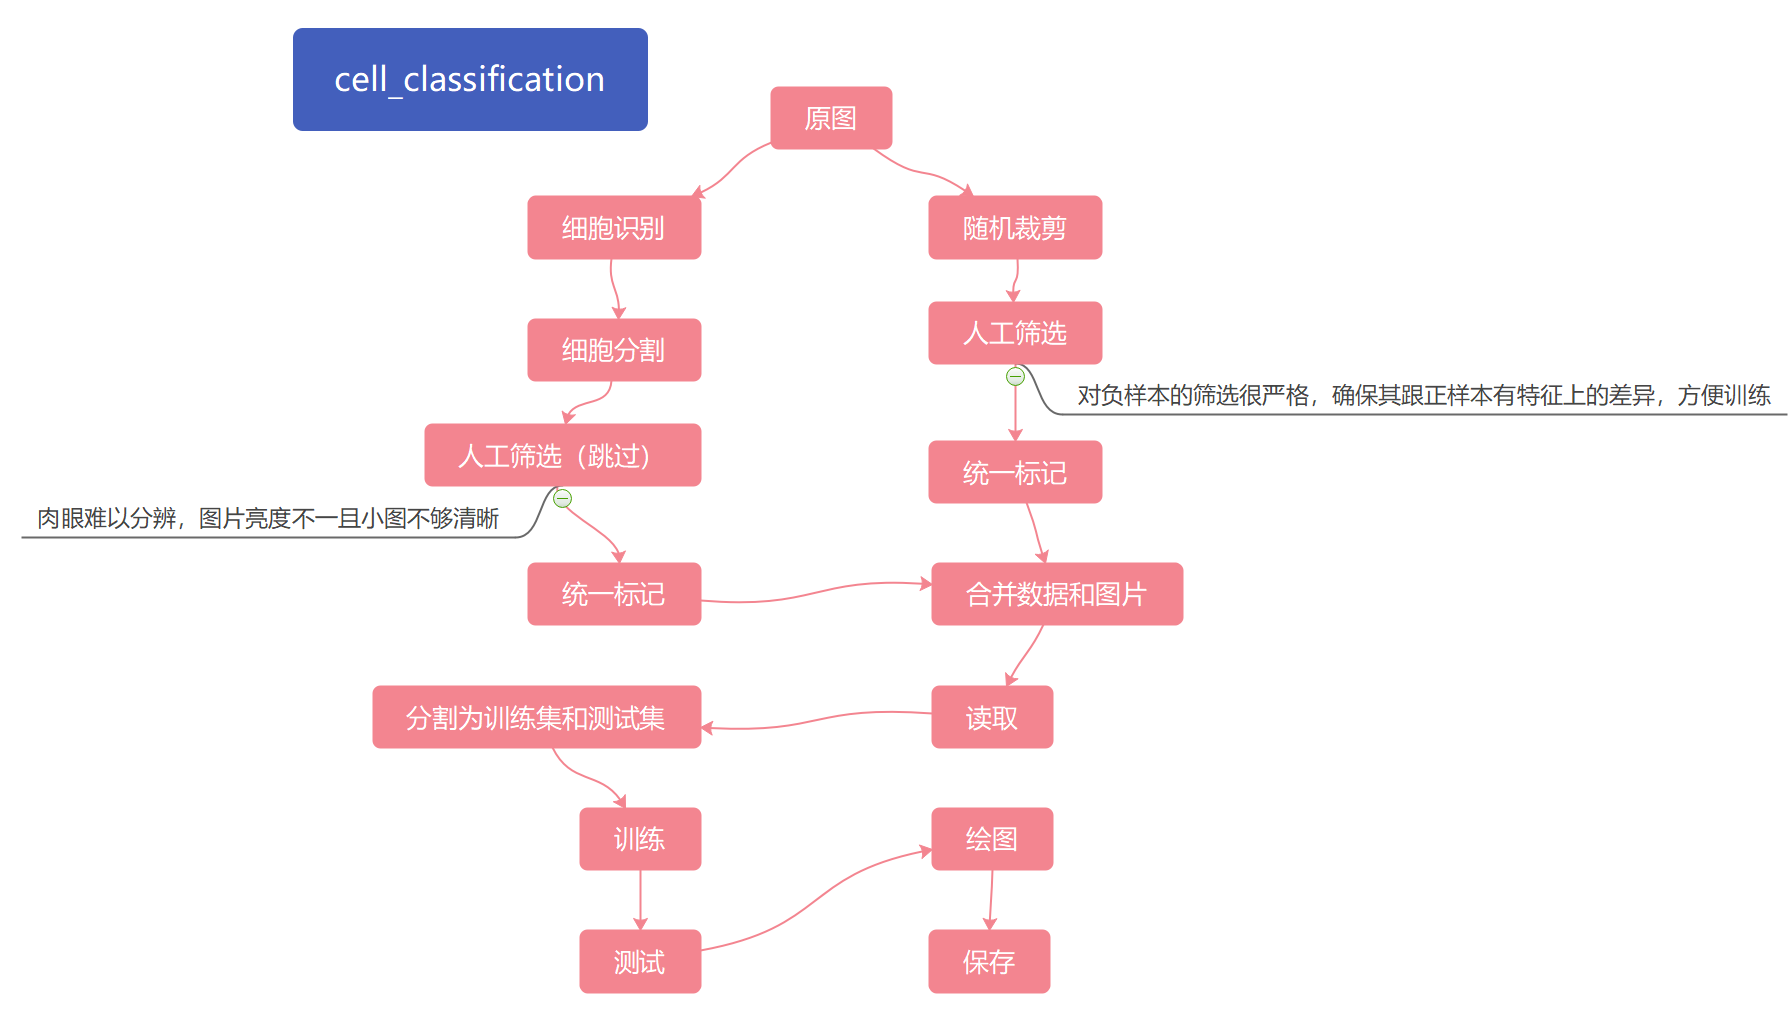 cell_classification
原图
细胞识别
随机裁剪
细胞分割
人工筛选
对负样本的筛选很严格，确保其跟正样本有特征上的差异，方便训练
人工筛选（跳过）
统一标记
肉眼难以分辨，图片亮度不一且小图不够清晰
统一标记
合并数据和图片
分割为训练集和测试集
读取
训练
绘图
测试
保存